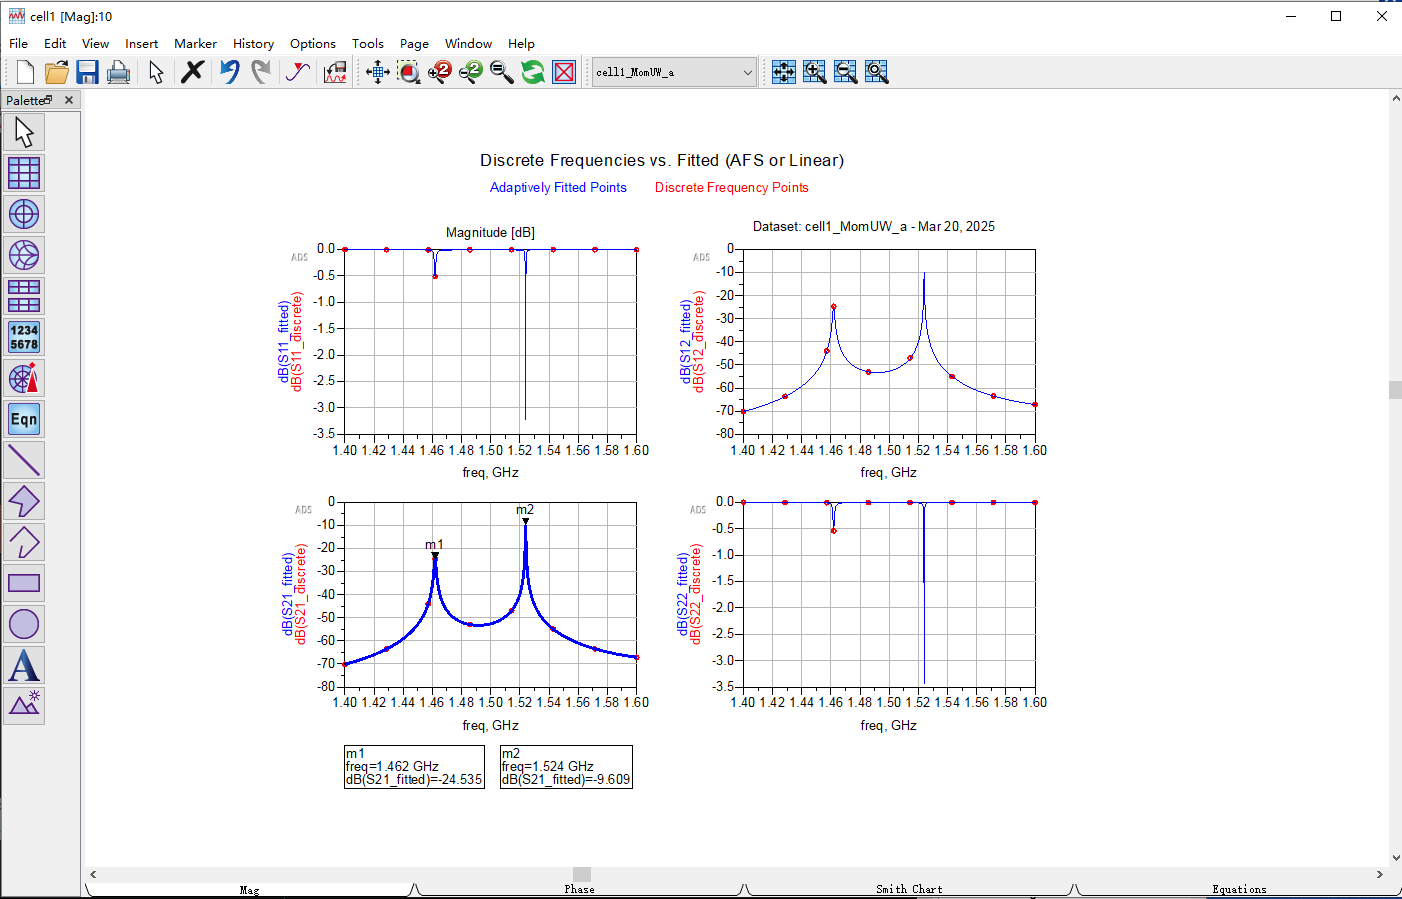 cell1 [Mag]:10
File Edit View Insert Marker History Options Tools Page Window Help
2 2
cell1_MomUW_a
Palette
1234
5678
Eqn
A
Discrete Frequencies vs. Fitted (AFS or Linear)
Adaptively Fitted Points Discrete Frequency Points
Magnitude [dB]
ADS
dB(S11_fitted)
dB(S11_discrete)
0.0
-0.5
-1.0
-1.5
-2.0
-2.5
-3.0
-3.5
1.40 1.42 1.44 1.46 1.48 1.50 1.52 1.54 1.56 1.58 1.60
freq, GHz
Dataset: cell1_MomUW_a - Mar 20, 2025
ADS
dB(S12_fitted)
dB(S12_discrete)
0
-10
-20
-30
-40
-50
-60
-70
-80
1.40 1.42 1.44 1.46 1.48 1.50 1.52 1.54 1.56 1.58 1.60
freq, GHz
ADS
dB(S21_fitted)
dB(S21_discrete)
0
-10
-20
-30
-40
-50
-60
-70
-80
m1
m2
1.40 1.42 1.44 1.46 1.48 1.50 1.52 1.54 1.56 1.58 1.60
freq, GHz
ADS
dB(S22_fitted)
dB(S22_discrete)
0.0
-0.5
-1.0
-1.5
-2.0
-2.5
-3.0
-3.5
1.40 1.42 1.44 1.46 1.48 1.50 1.52 1.54 1.56 1.58 1.60
freq, GHz
m1
freq=1.462 GHz
dB(S21_fitted)=-24.535
m2
freq=1.524 GHz
dB(S21_fitted)=-9.609
Mag Phase Smith Chart Equations